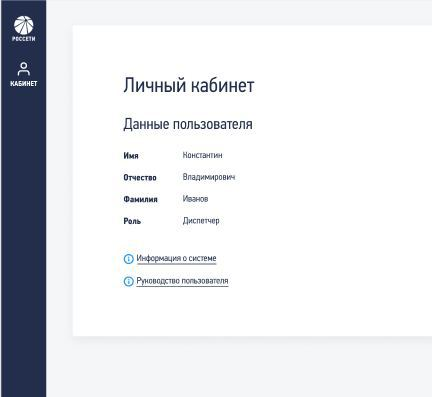 РОССЕТИ
КАБИНЕТ
Личный кабинет
Данные пользователя
Имя Константин
Отчество Владимирович
Фамилия Иванов
Роль Диспетчер
Информация о системе
Руководство пользователя